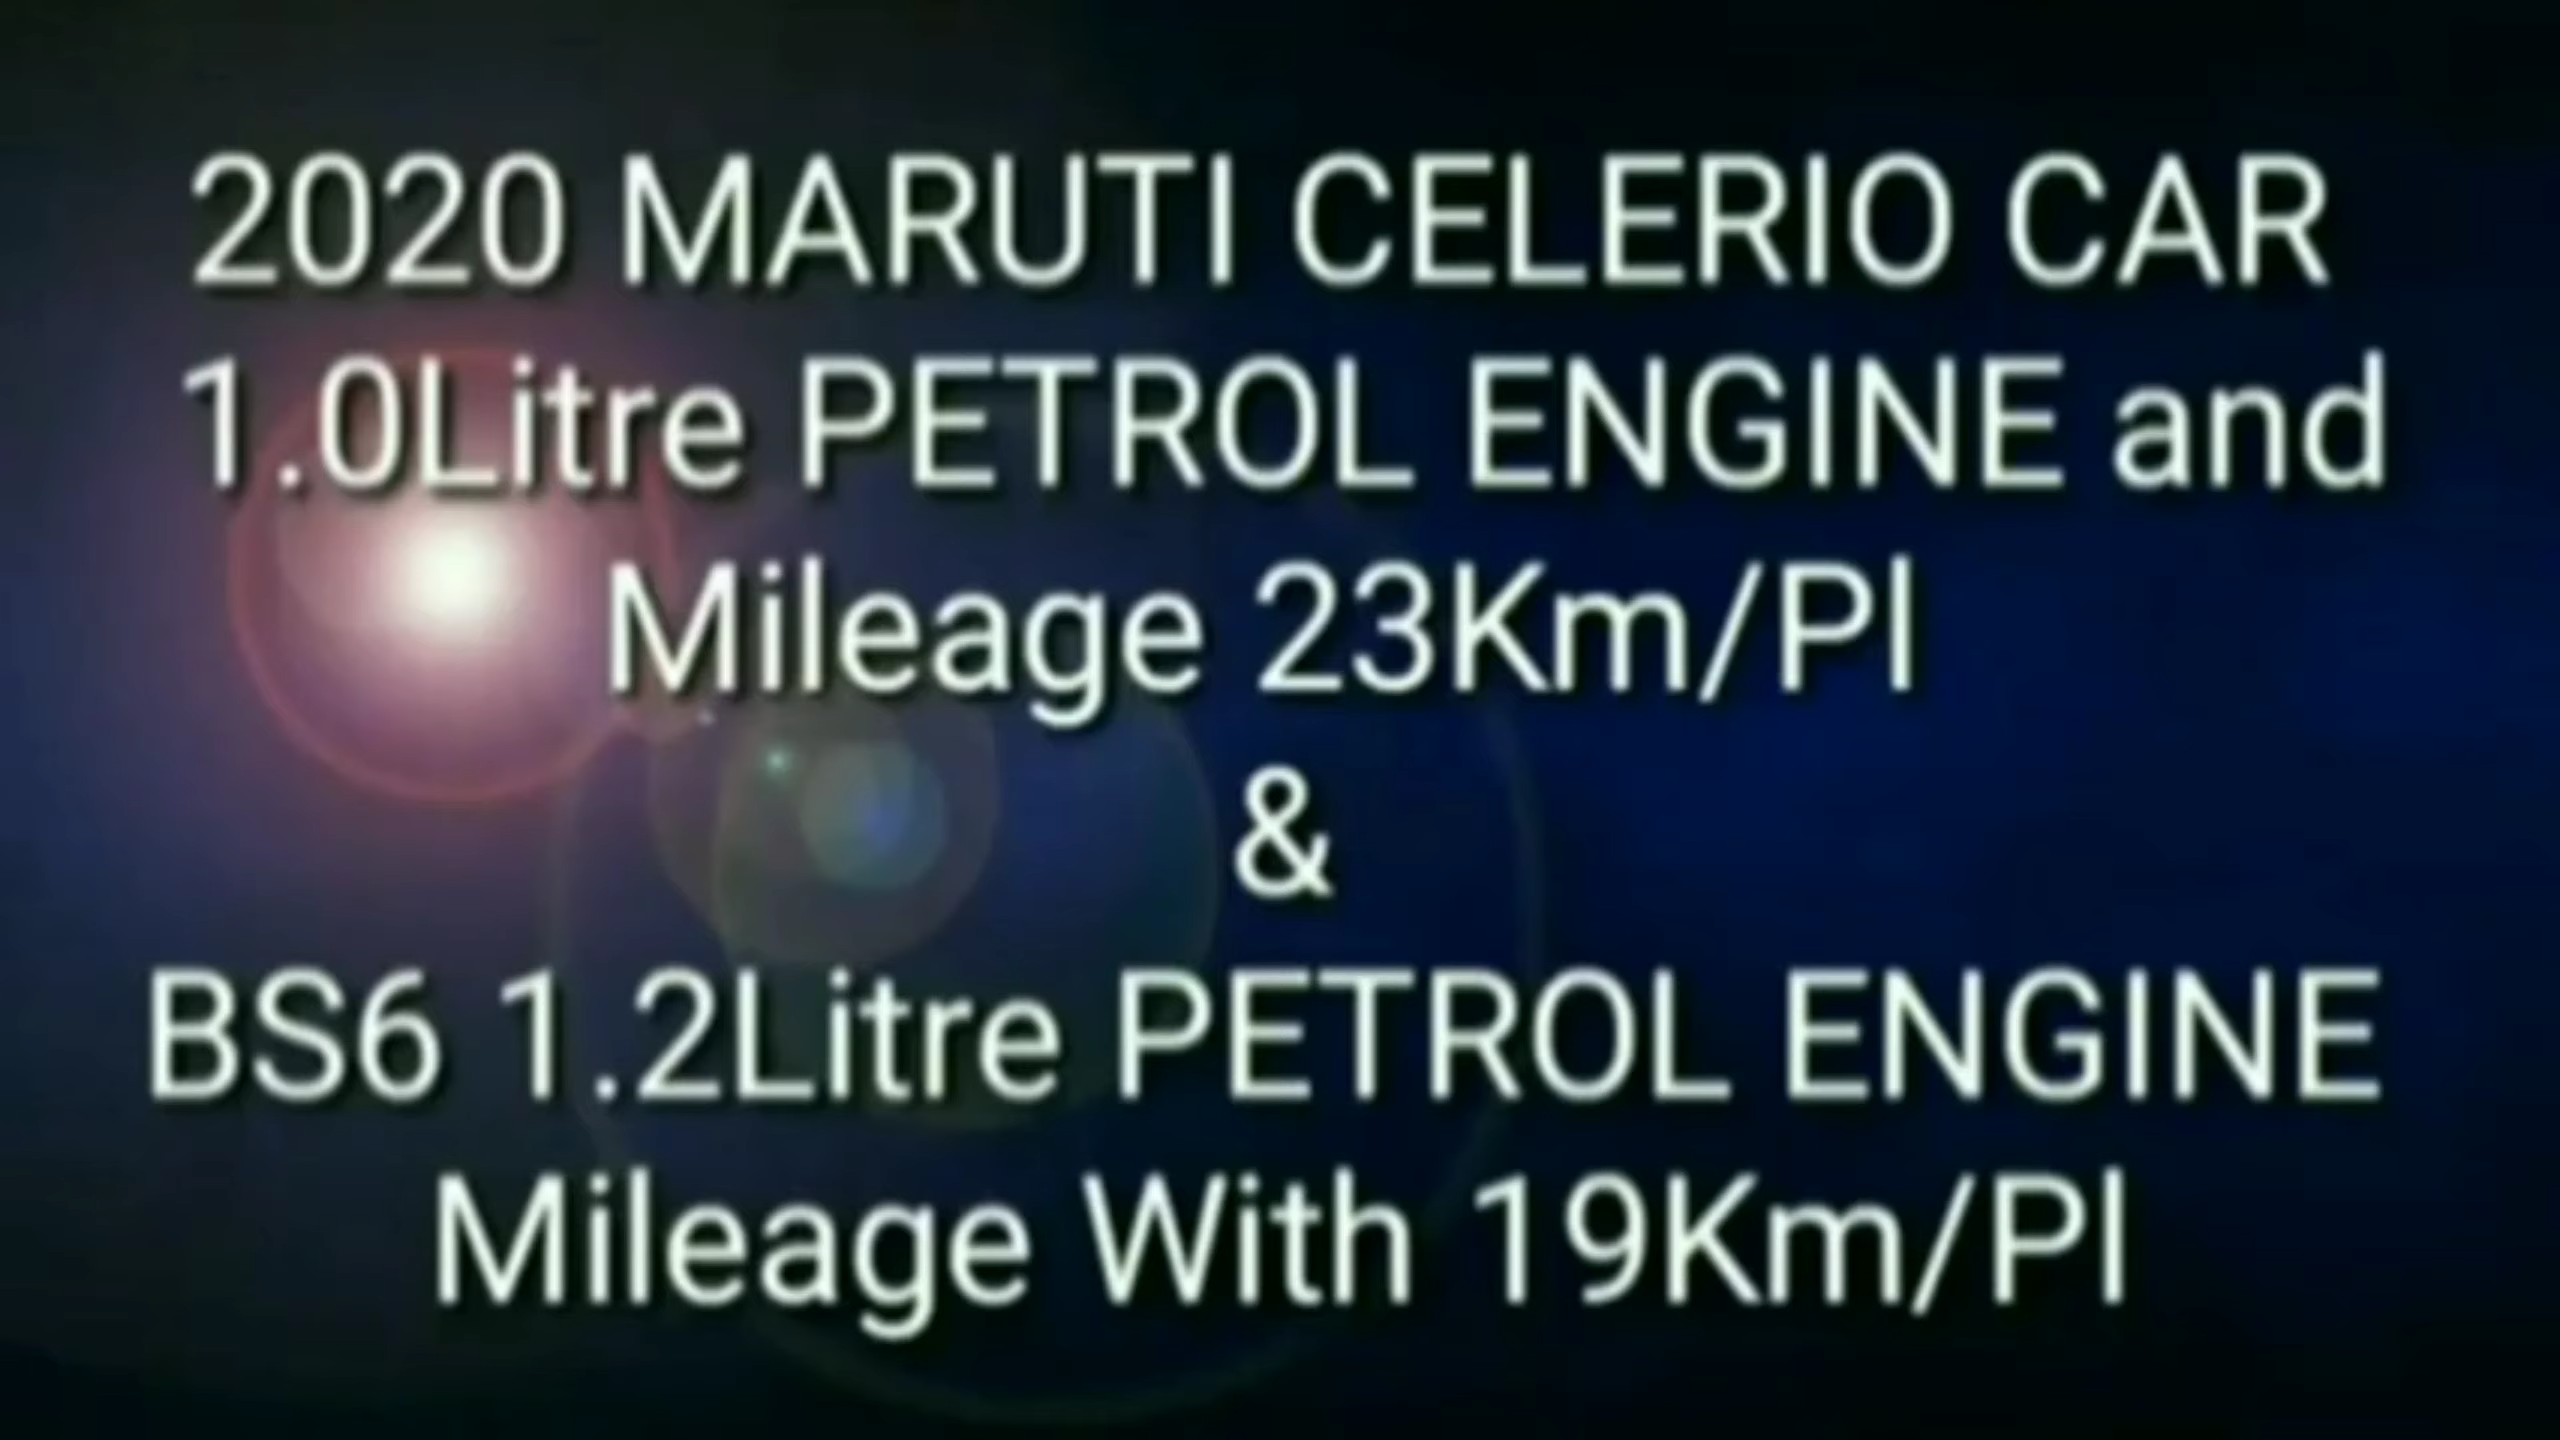 2020 MARUTI CELERIO CAR
1.0Litre PETROL ENGINE and
Mileage 23Km/Pl
&
BS6 1.2Litre PETROL ENGINE
Mileage With 19Km/Pl